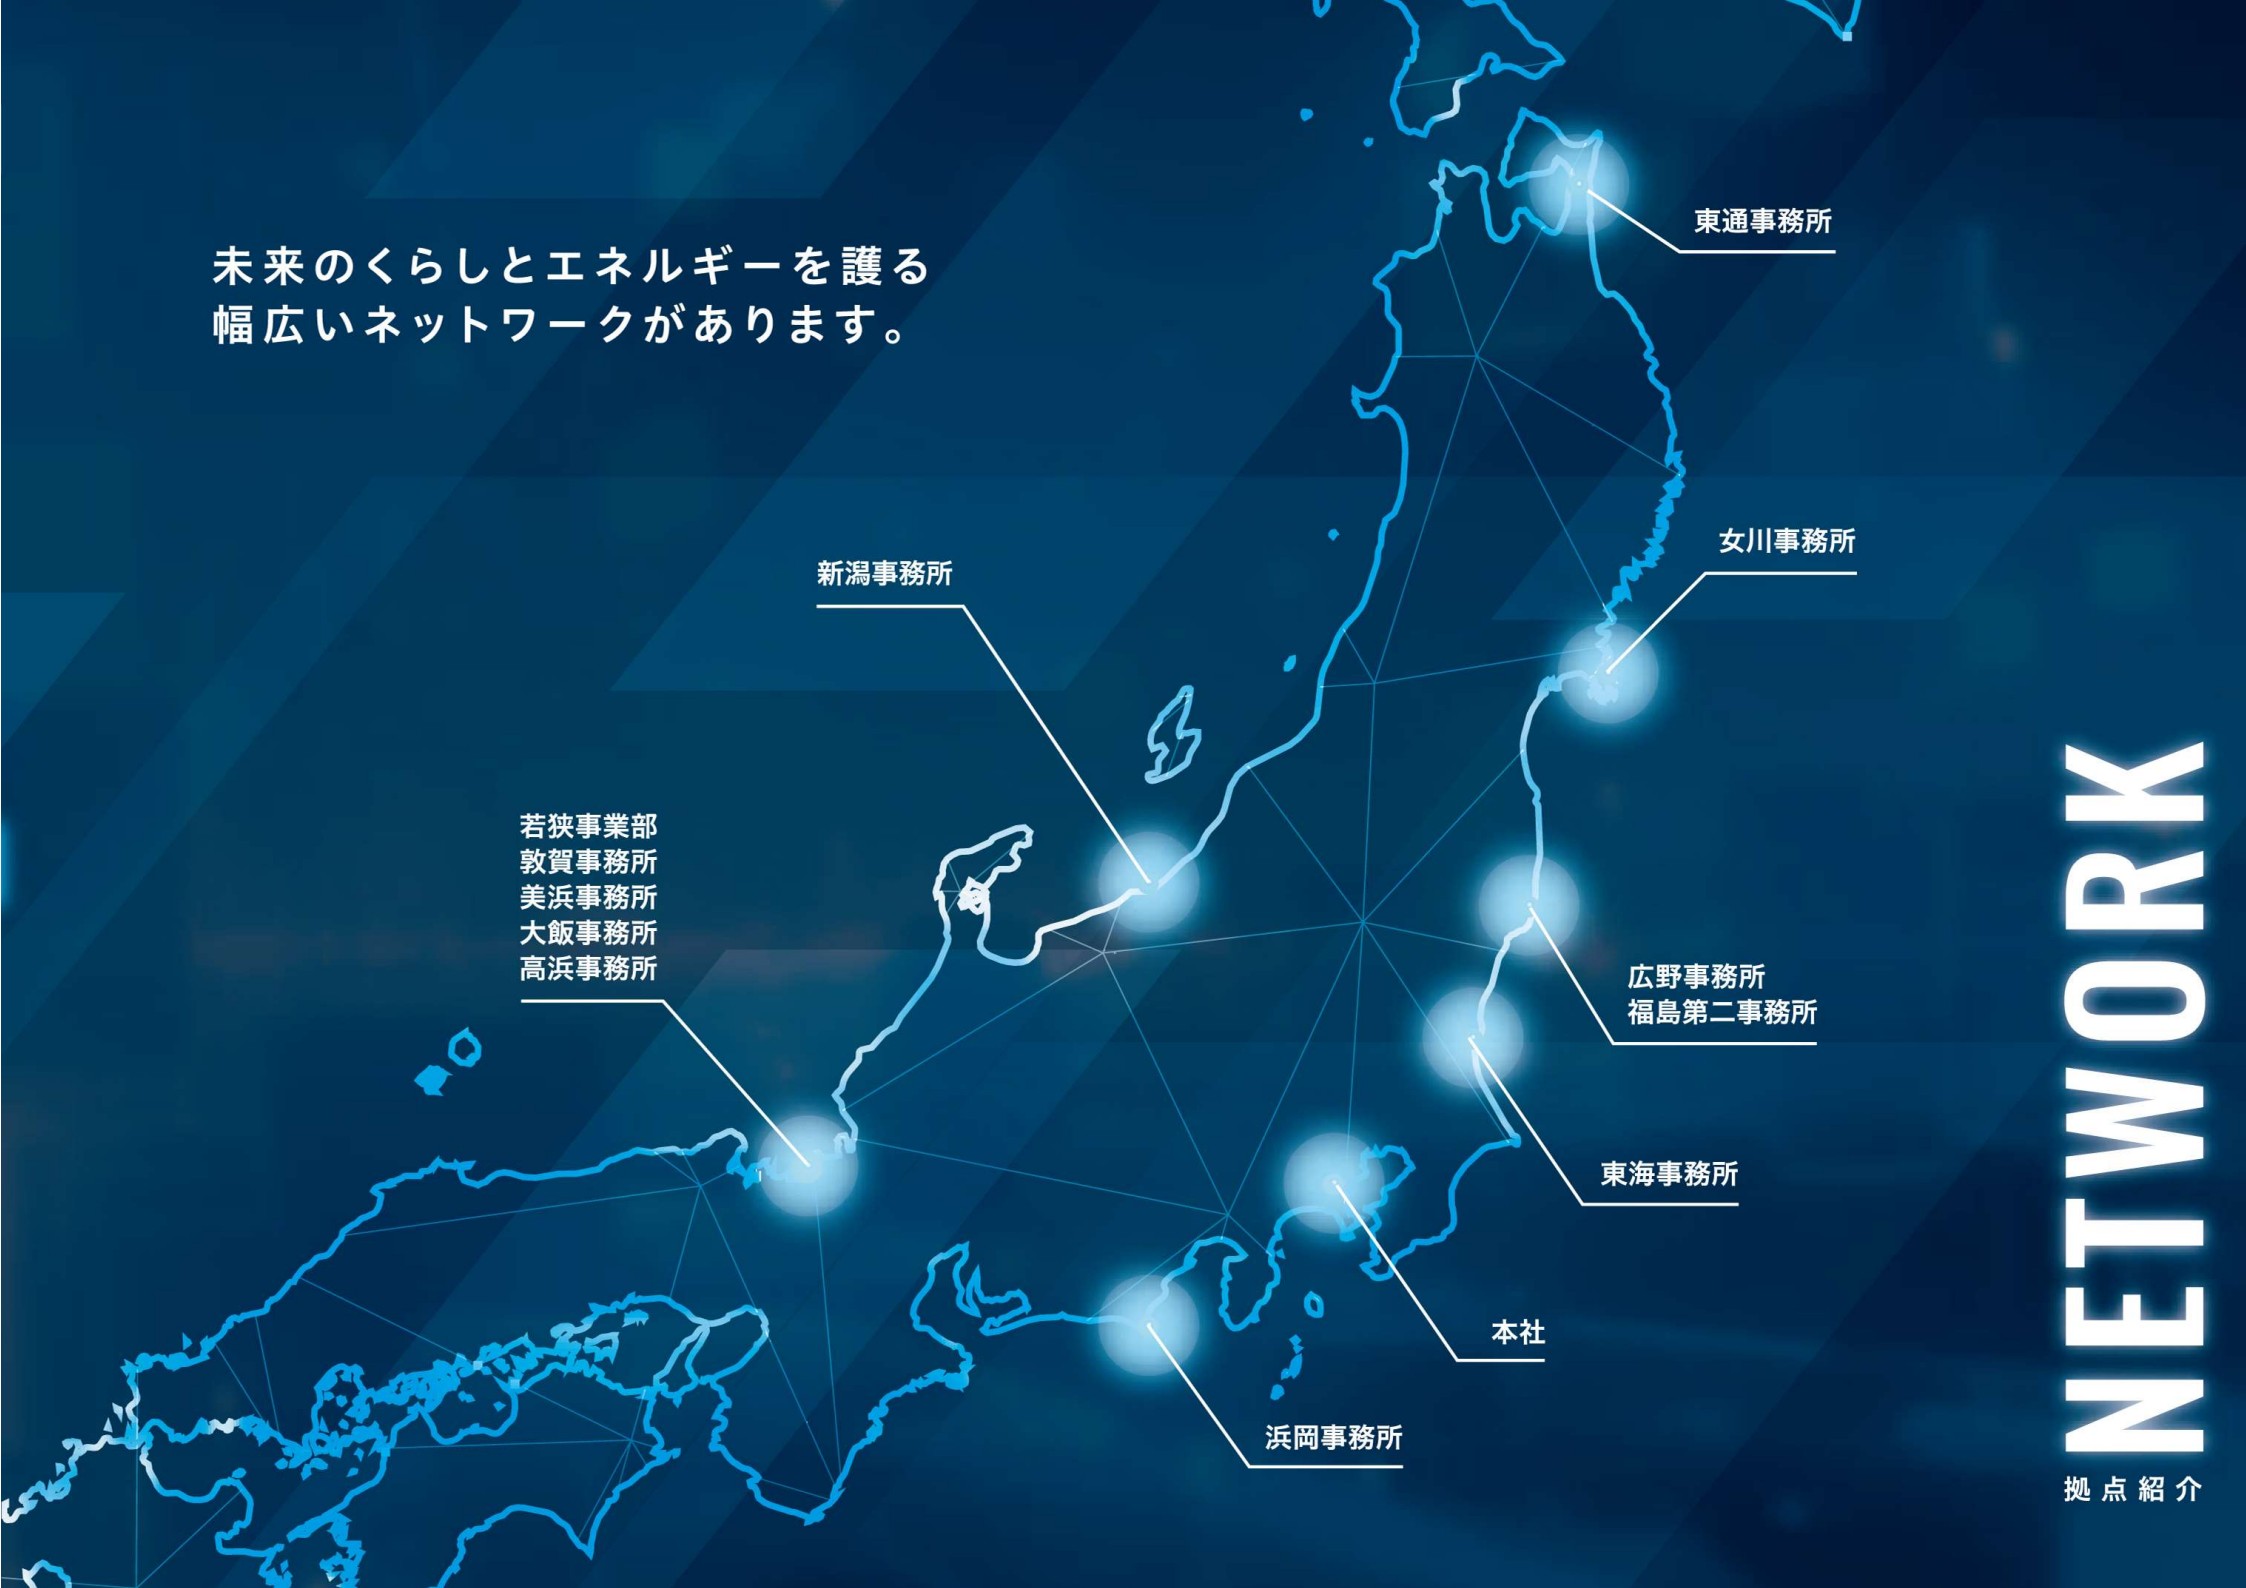 未来のくらしとエネルギーを護る
幅広いネットワークがあります。
東通事務所
女川事務所
新潟事務所
若狭事業部
敦賀事務所
美浜事務所
大飯事務所
高浜事務所
広野事務所
福島第二事務所
東海事務所
本社
浜岡事務所
NETWORK
拠点紹介